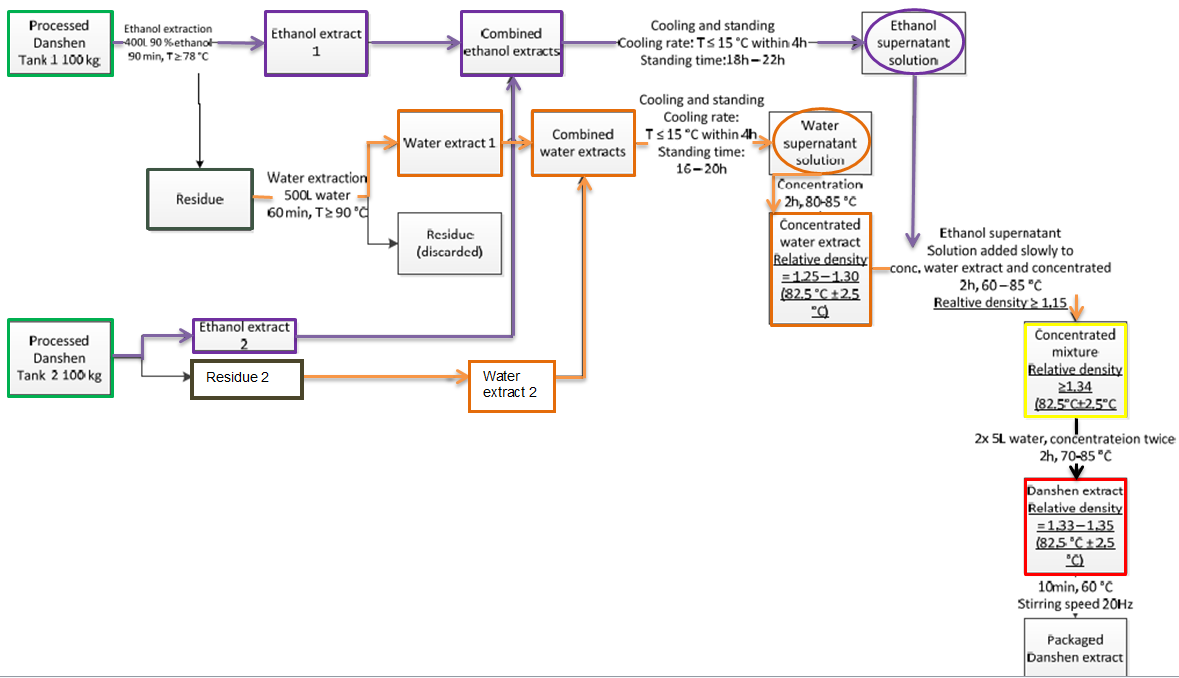 Processed
Danshen
Tank 1 100 kg
Ethanol extraction
400L 90 % ethanol
90 min, T ≥ 78 °C
Ethanol extract
1
Combined
ethanol extracts
Cooling and standing
Cooling rate: T ≤ 15 °C within 4h
Standing time:18h – 22h
Ethanol
supernatant
solution
Residue
Water extraction
500L water
60 min, T ≥ 90 °C
Water extract 1
Residue
(discarded)
Combined
water extracts
Cooling and standing
Cooling rate:
T ≤ 15 °C within 4h
Standing time:
16 – 20h
Water
supernatant
solution
Concentration
2h, 80-85 °C
Concentrated
water extract
Relative density
= 1.25 – 1.30
(82.5 °C ± 2.5
°C)
Ethanol supernatant
Solution added slowly to
conc. water extract and concentrated
2h, 60 – 85 °C
Realtive density ≥ 1,15
Processed
Danshen
Tank 2 100 kg
Ethanol extract
2
Residue 2
Water
extract 2
Concentrated
mixture
Relative density
≥1.34
(82.5°C±2.5°C
2x 5L water, concentrateion twice
2h, 70-85 °C
Danshen extract
Relative density
= 1.33 – 1.35
(82.5 °C ± 2.5
°C)
10min, 60 °C
Stirring speed 20Hz
Packaged
Danshen extract